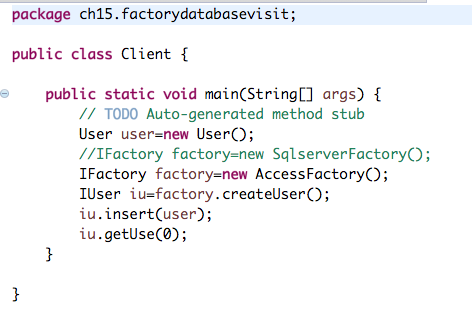 package ch15.factorydatabasevisit;
public class Client {
public static void main(String[] args) {
// TODO Auto-generated method stub
User user=new User();
//IFactory factory=new SqlserverFactory();
IFactory factory=new AccessFactory();
IUser iu=factory.createUser();
iu.insert(user);
iu.getUse(0);
}
}